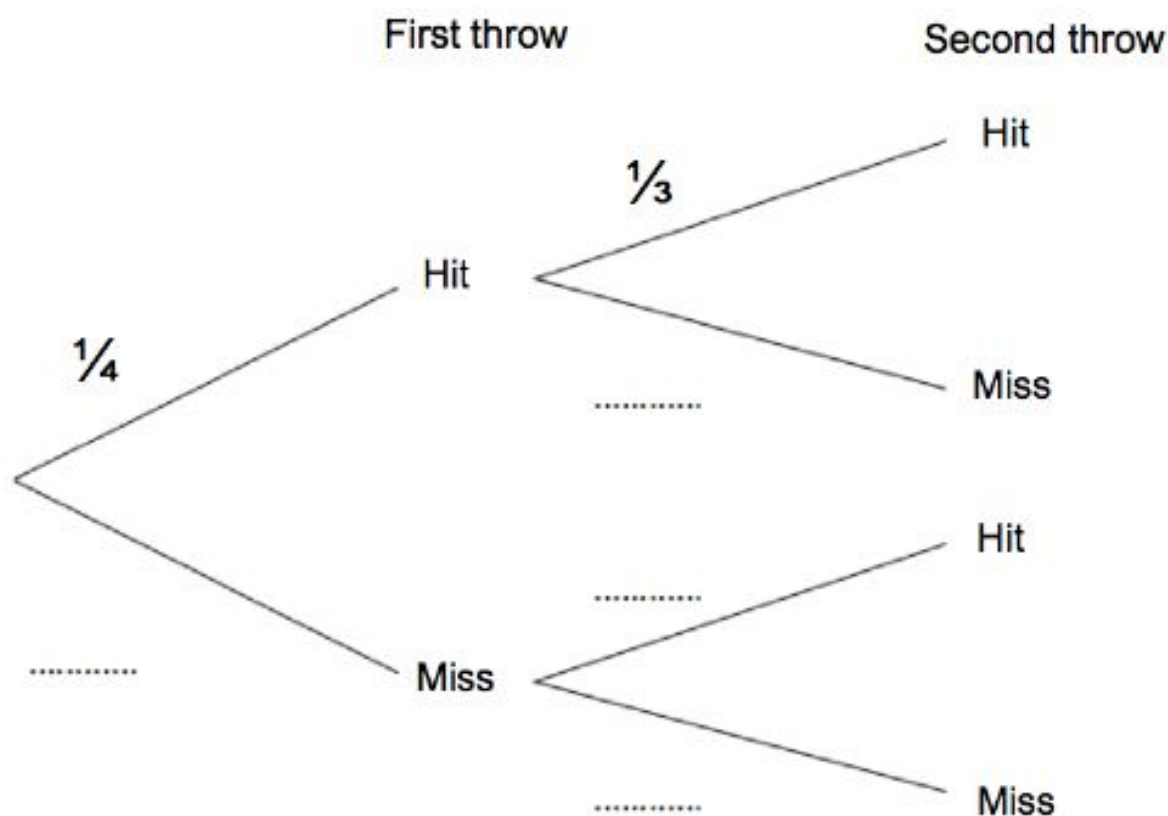 First throw
Second throw
Hit
⅓
Hit
¼
Miss
............
Hit
............
............
Miss
............
Miss